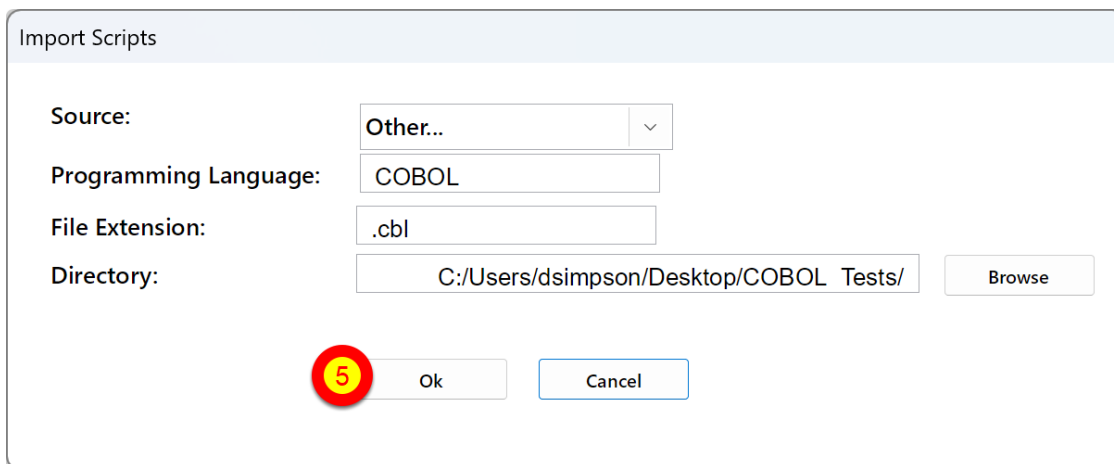 Import Scripts
Source: Other...
Programming Language: COBOL
File Extension: .cbl
Directory: C:/Users/dsimpson/Desktop/COBOL_Tests/ Browse
5 Ok Cancel